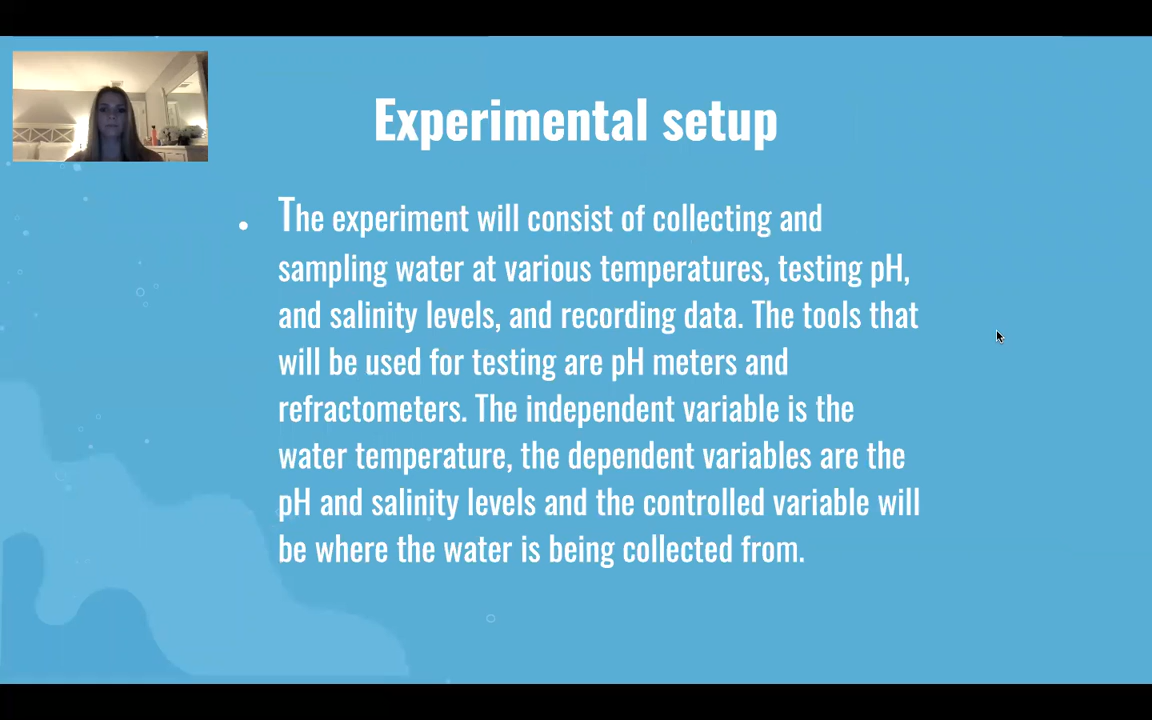 Experimental setup
• The experiment will consist of collecting and
sampling water at various temperatures, testing pH,
and salinity levels, and recording data. The tools that
will be used for testing are pH meters and
refractometers. The independent variable is the
water temperature, the dependent variables are the
pH and salinity levels and the controlled variable will
be where the water is being collected from.